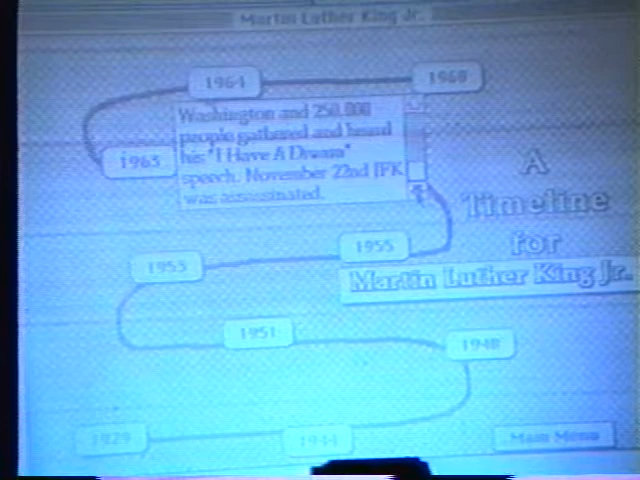 Martin Luther King Jr.
1964
1968
Washington and 250,000
people gathered and heard
his "I Have A Dream"
speech. November 22nd JFK
was assassinated.
1963
A
Timeline
for
Martin Luther King Jr.
1955
1953
1951
1948
1929
1944
Main Menu